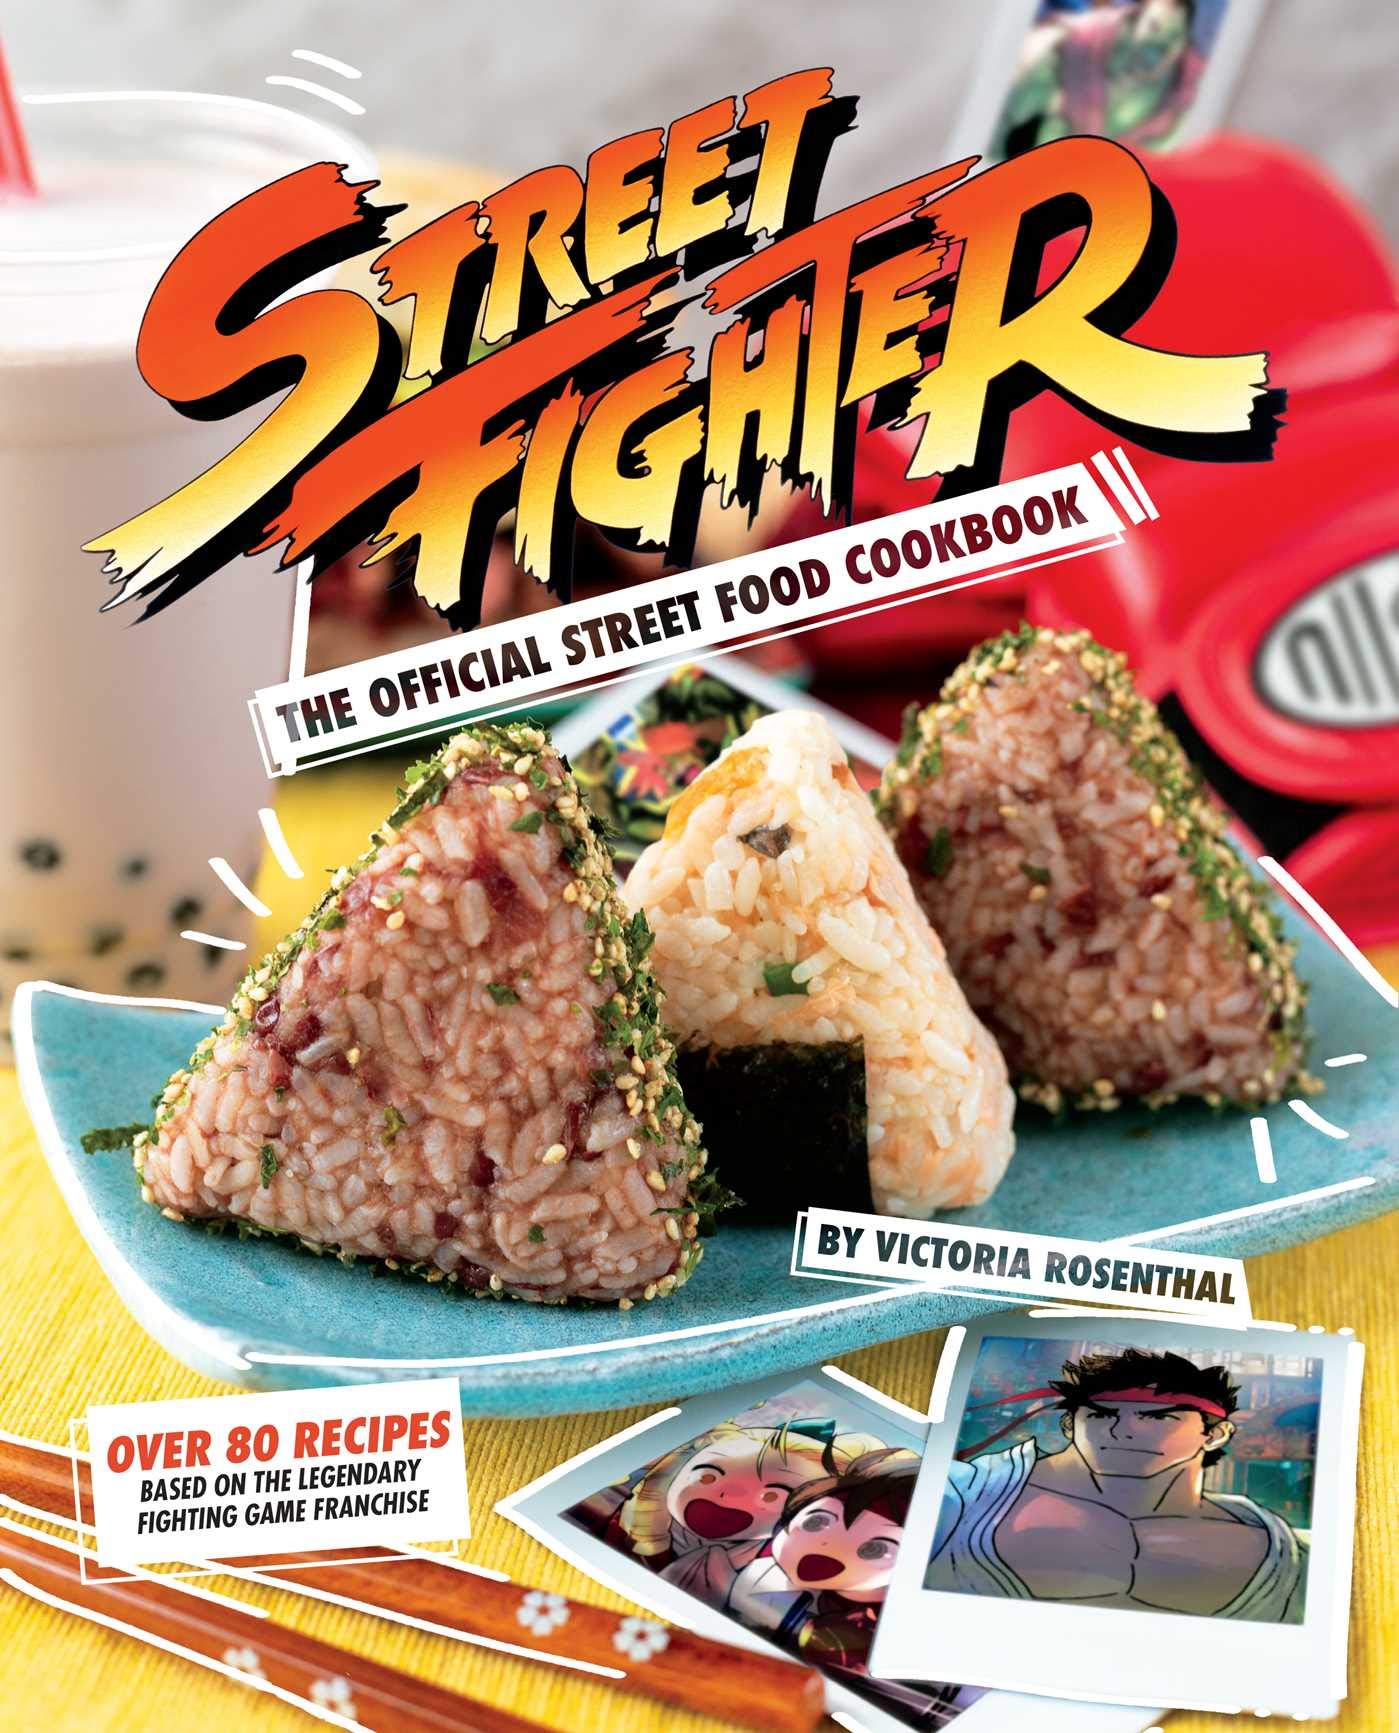 STREET
FIGHTER
THE OFFICIAL STREET FOOD COOKBOOK
BY VICTORIA ROSENTHAL
OVER 80 RECIPES
BASED ON THE LEGENDARY
FIGHTING GAME FRANCHISE